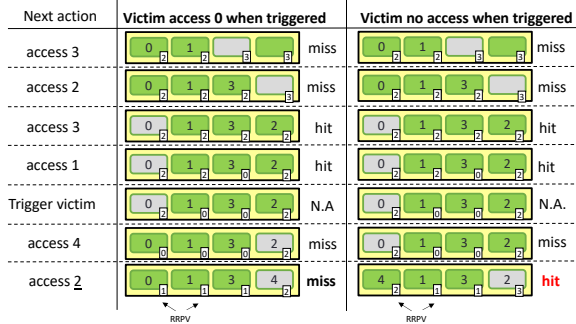 Next action Victim access 0 when triggered Victim no access when triggered
access 3 0 1 miss 0 1 miss
2 2 3 3 2 2 3 3
access 2 0 1 3 miss 0 1 3 miss
2 2 2 3 2 2 2 3
access 3 0 1 3 2 hit 0 1 3 2 hit
2 2 2 2 2 2 2 2
access 1 0 1 3 2 hit 0 1 3 2 hit
2 2 0 2 2 2 0 2
Trigger victim 0 1 3 2 N.A 0 1 3 2 N.A.
2 0 0 2 2 0 0 2
access 4 0 1 3 2 miss 0 1 3 2 miss
0 0 0 2 2 0 0 2
access 2 0 1 3 4 miss 4 1 3 2 hit
1 1 1 2 2 1 1 3
RRPV RRPV